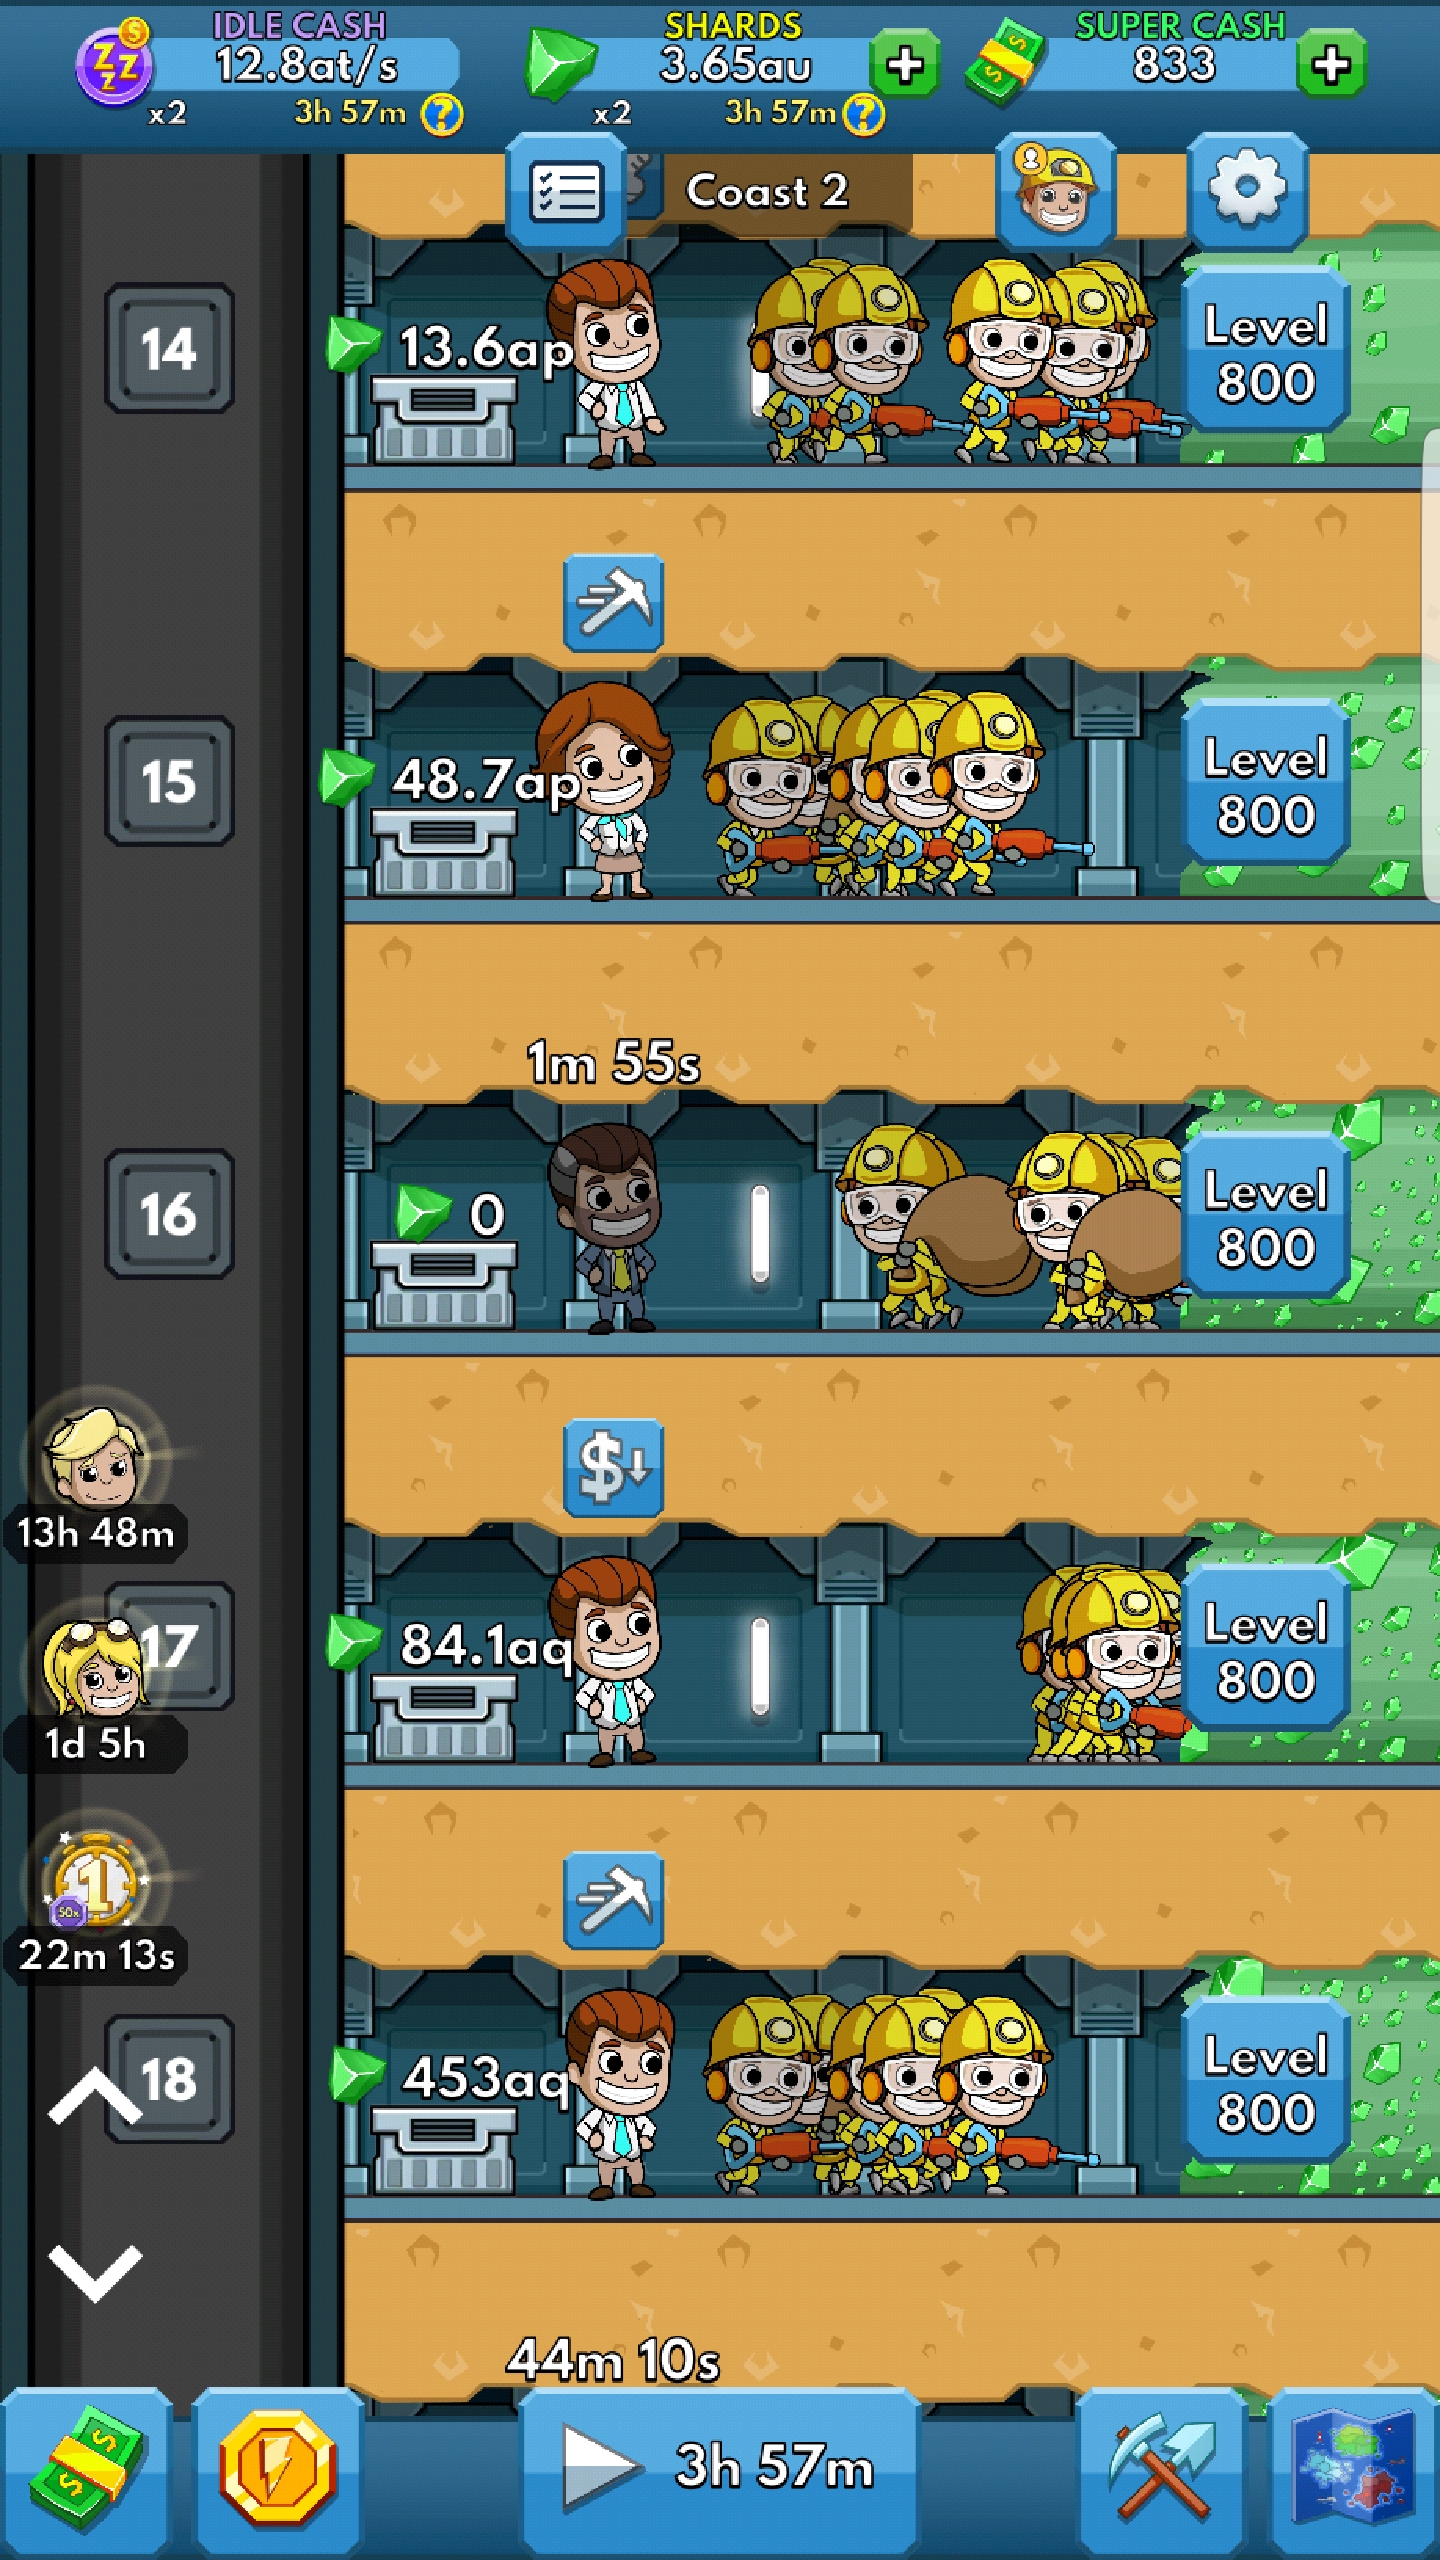 IDLE CASH
12.8at/s
x2
3h 57m
?
SHARDS
3.65au
x2
3h 57m
?
SUPER CASH
833
Coast 2
14
13.6ap
Level
800
15
48.7ap
Level
800
1m 55s
16
0
Level
800
13h 48m
17
84.1aq
Level
800
1d 5h
1
50x
22m 13s
18
453aq
Level
800
44m 10s
3h 57m